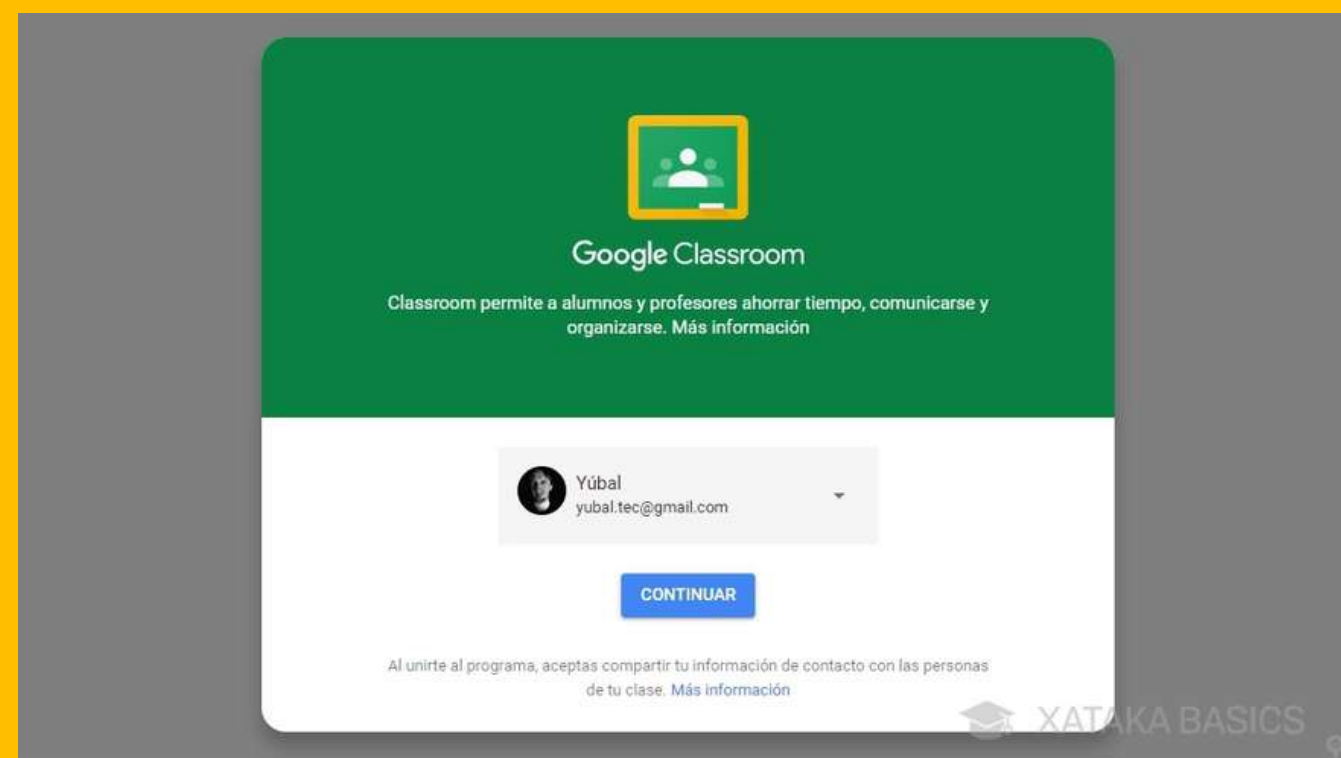 Google Classroom
Classroom permite a alumnos y profesores ahorrar tiempo, comunicarse y
organizarse. Más información
Yúbal
yubal.tec@gmail.com
CONTINUAR
Al unirte al programa, aceptas compartir tu información de contacto con las personas
de tu clase. Más información
XATAKA BASICS